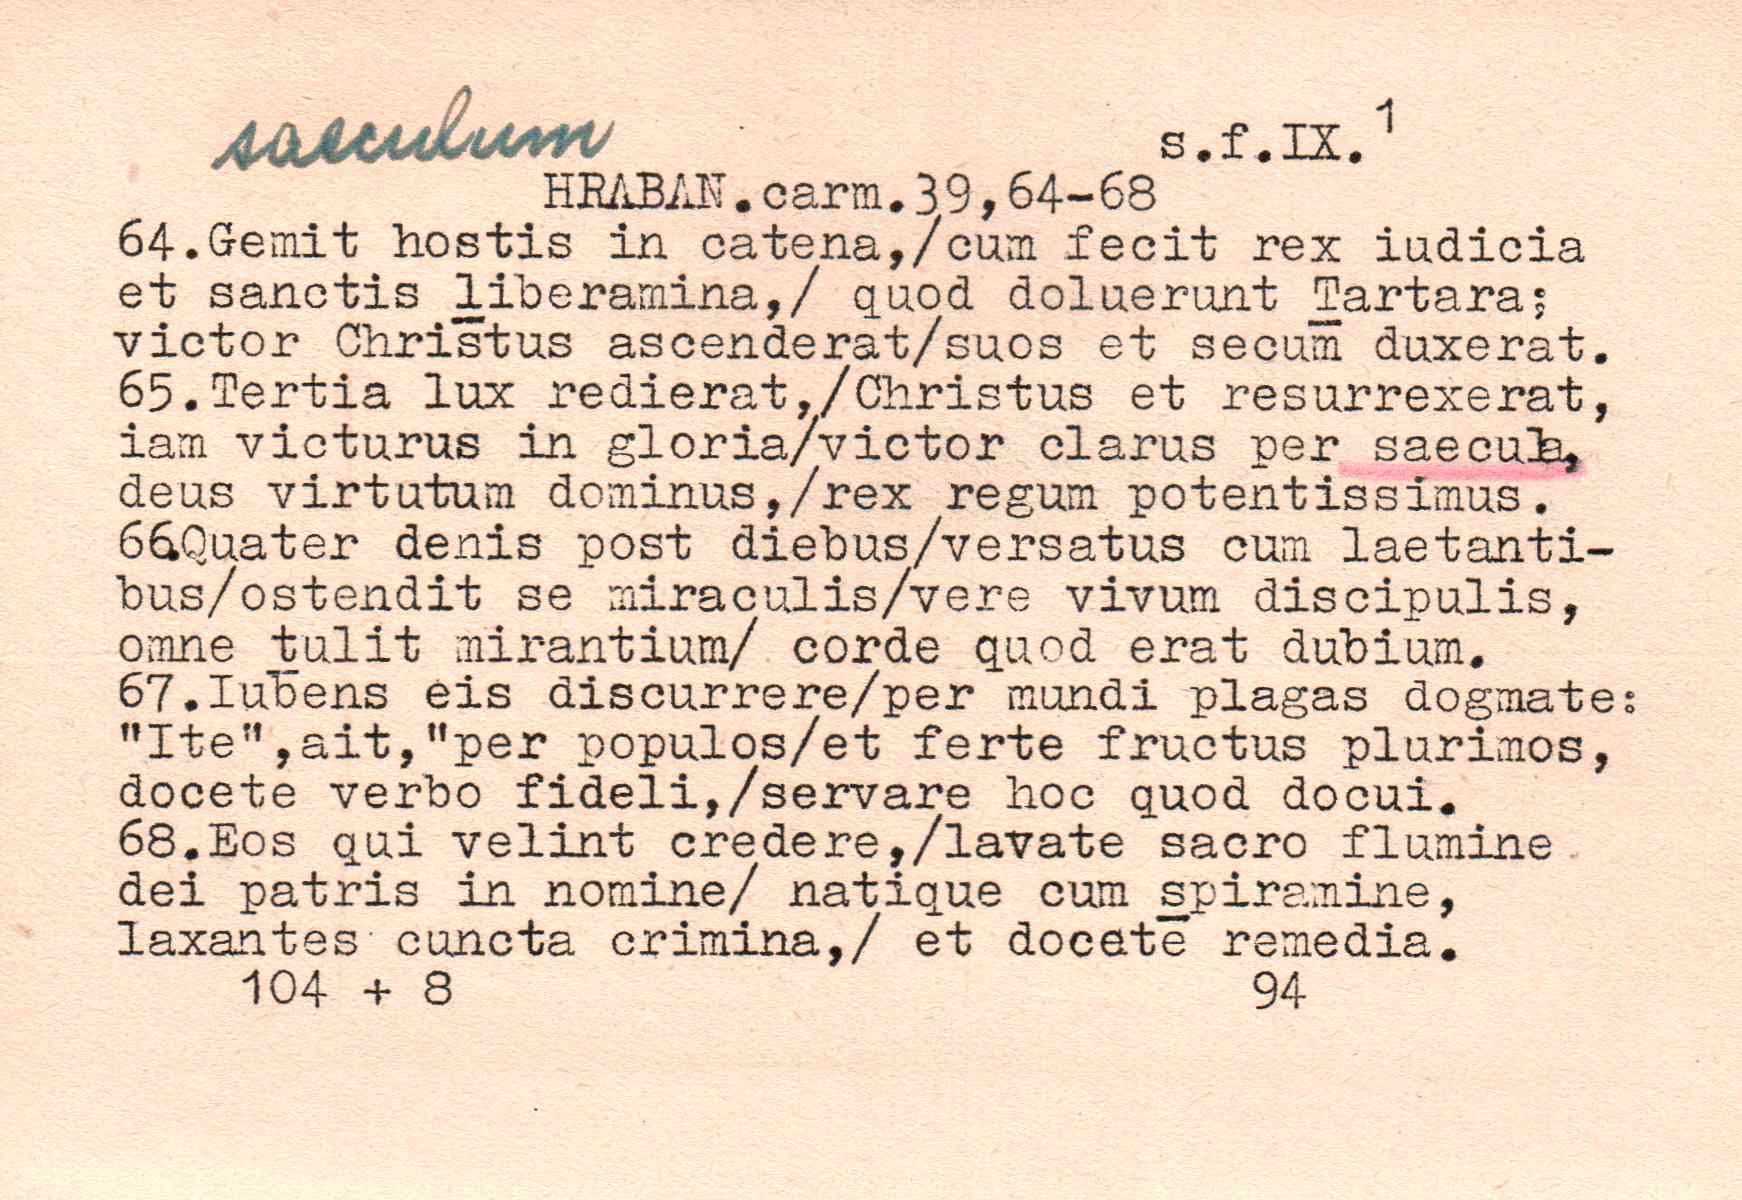 saeculum s.f.IX.¹
HRABAN.carm.39,64-68
64.Gemit hostis in catena,/cum fecit rex iudicia
et sanctis liberamina,/ quod doluerunt Tartara;
victor Christus ascenderat/suos et secum duxerat.
65.Tertia lux redierat,/Christus et resurrexerat,
iam victurus in gloria/victor clarus per saecula,
deus virtutum dominus,/rex regum potentissimus.
66.Quater denis post diebus/versatus cum laetanti-
bus/ostendit se miraculis/vere vivum discipulis,
omne tulit mirantium/ corde quod erat dubium.
67.Iubens eis discurrere/per mundi plagas dogmate:
"Ite",ait,"per populos/et ferte fructus plurimos,
docete verbo fideli,/servare hoc quod docui.
68.Eos qui velint credere,/lavate sacro flumine
dei patris in nomine/ natique cum spiramine,
laxantes cuncta crimina,/ et docete remedia.
104 + 8 94